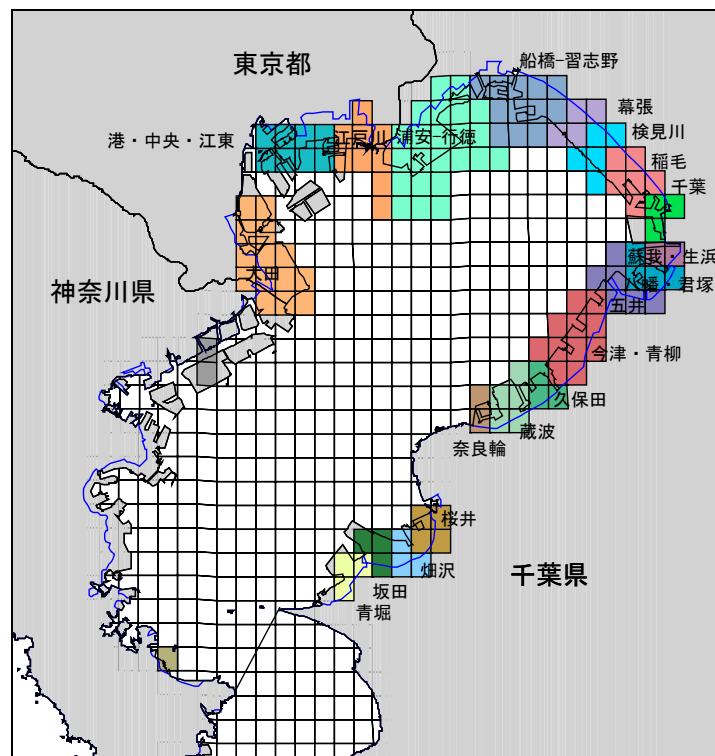 船橋-習志野
東京都
幕張
港・中央・江東
江戸川
浦安-行徳
検見川
稲毛
千葉
蘇我・生浜
大田
八幡・君塚
神奈川県
五井
今津・青柳
久保田
蔵波
奈良輪
桜井
畑沢
千葉県
坂田
青堀